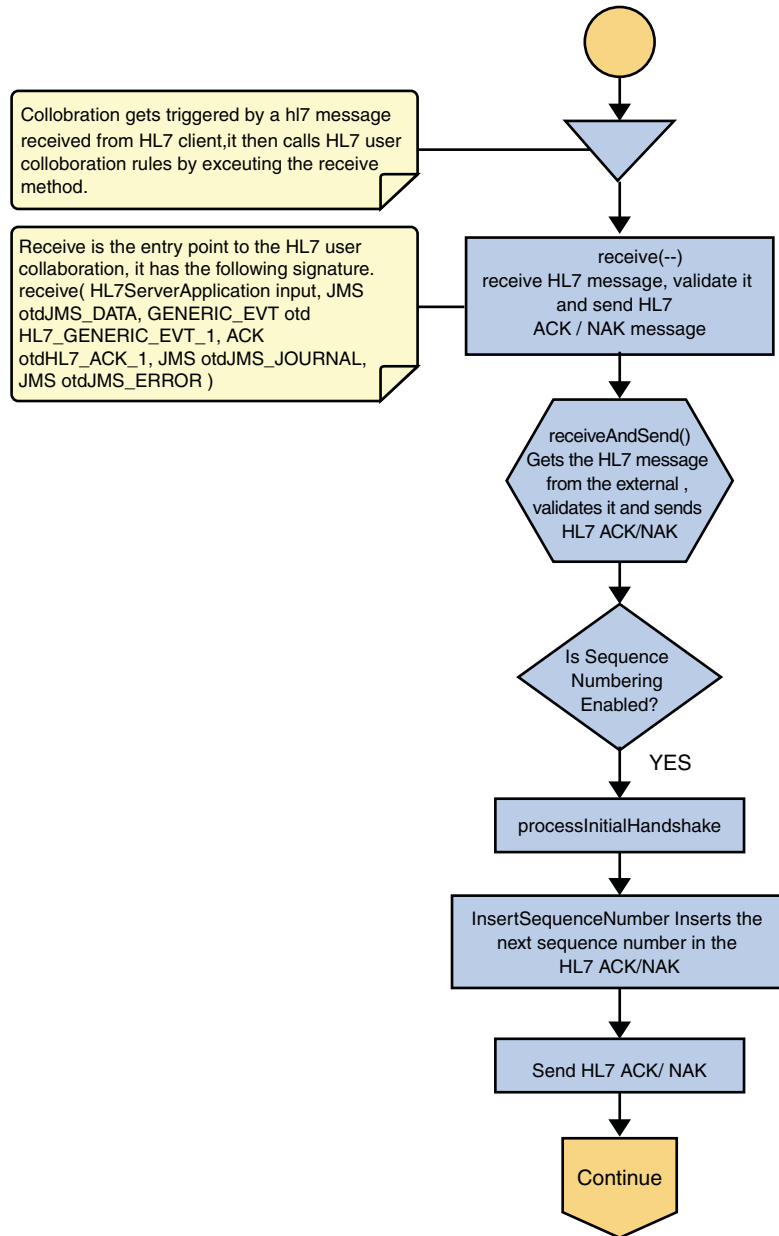 Collobration gets triggered by a hl7 message
received from HL7 client,it then calls HL7 user
colloboration rules by exceuting the receive
method.
Receive is the entry point to the HL7 user
collaboration, it has the following signature.
receive( HL7ServerApplication input, JMS
otdJMS_DATA, GENERIC_EVT otd
HL7_GENERIC_EVT_1, ACK
otdHL7_ACK_1, JMS otdJMS_JOURNAL,
JMS otdJMS_ERROR )
receive(--)
receive HL7 message, validate it
and send HL7
ACK / NAK message
receiveAndSend()
Gets the HL7 message
from the external ,
validates it and sends
HL7 ACK/NAK
Is Sequence
Numbering
Enabled?
YES
processInitialHandshake
InsertSequenceNumber Inserts the
next sequence number in the
HL7 ACK/NAK
Send HL7 ACK/ NAK
Continue